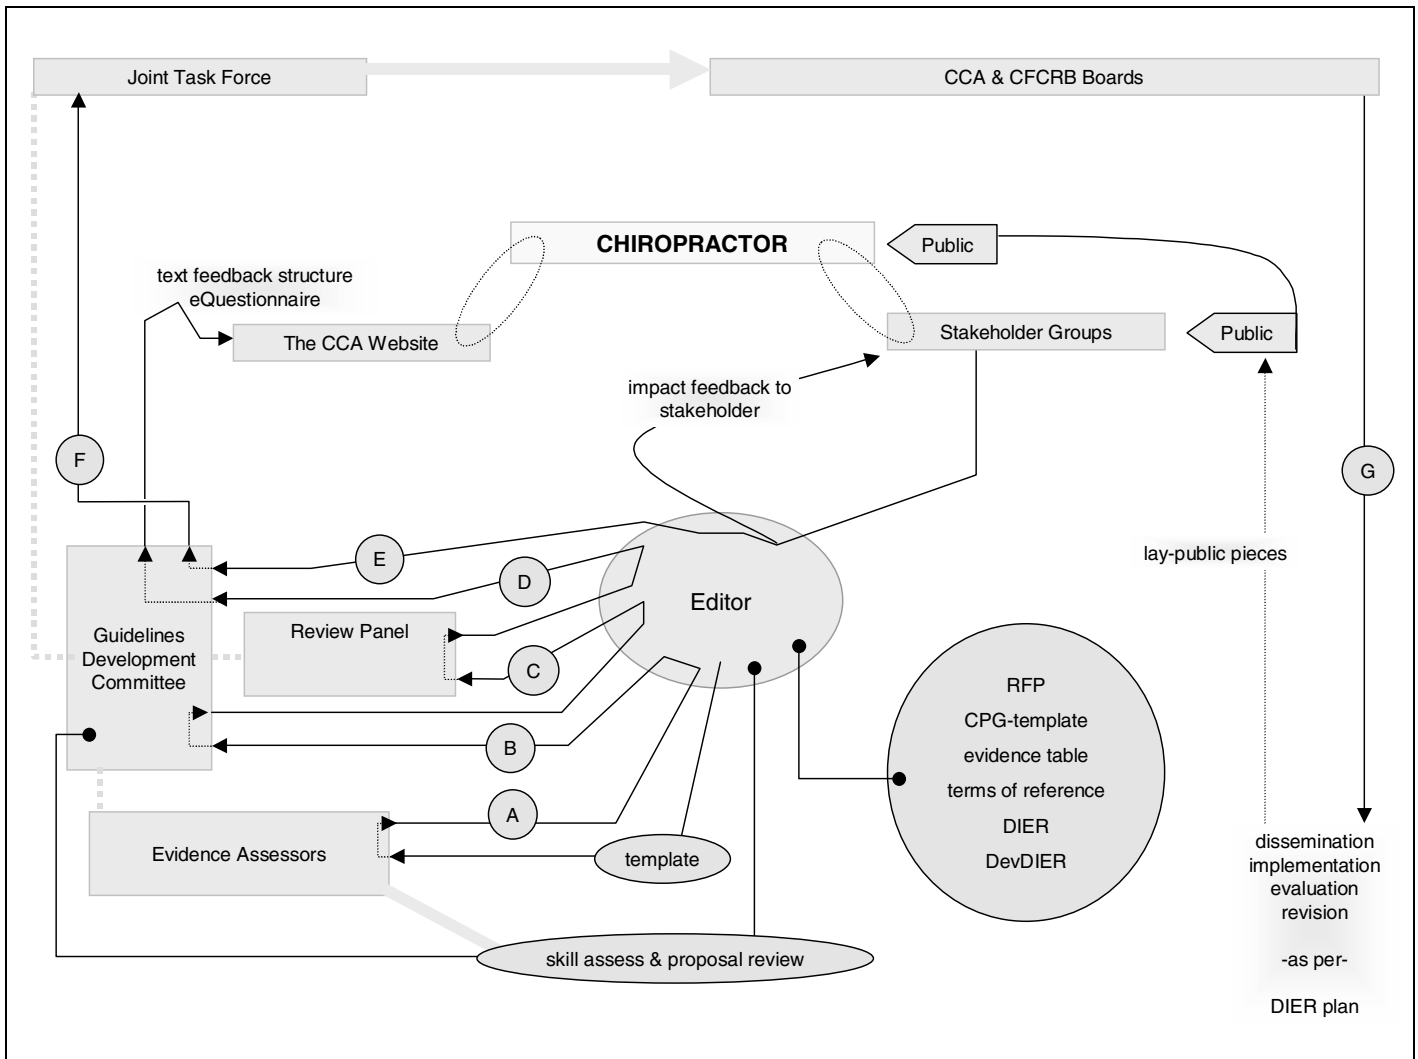 Joint Task Force
CCA & CFCRB Boards
CHIROPRACTOR
Public
text feedback structure
eQuestionnaire
The CCA Website
Stakeholder Groups
Public
impact feedback to
stakeholder
F
G
E
D
lay-public pieces
Editor
Guidelines
Development
Committee
Review Panel
C
RFP
CPG-template
evidence table
terms of reference
DIER
DevDIER
B
A
Evidence Assessors
template
dissemination
implementation
evaluation
revision
-as per-
DIER plan
skill assess & proposal review